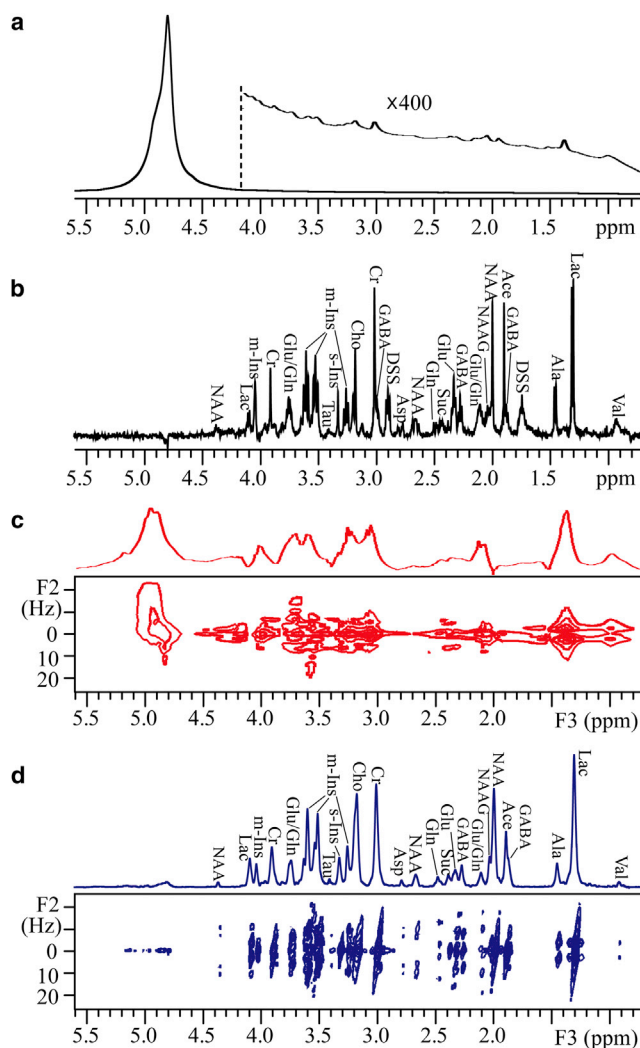 a
×400
5.5 5.0 4.5 4.0 3.5 3.0 2.5 2.0 1.5 ppm
b
NAA Lac m-Ins Cr Glu/Gln m-Ins s-Ins Tau Cho Cr GABA DSS Asp NAA Gln Suc Glu GABA Glu/Gln NAAG NAA Ace GABA DSS Ala Lac Val
5.5 5.0 4.5 4.0 3.5 3.0 2.5 2.0 1.5 ppm
c
F2
(Hz)
0
10
20
5.5 5.0 4.5 4.0 3.5 3.0 2.5 2.0 F3 (ppm)
d
NAA Lac m-Ins Cr Glu/Gln m-Ins s-Ins Tau Cho Cr Asp NAA Gln Suc Glu GABA Glu/Gln NAAG NAA Ace GABA Ala Lac Val
F2
(Hz)
0
10
20
5.5 5.0 4.5 4.0 3.5 3.0 2.5 2.0 F3 (ppm)